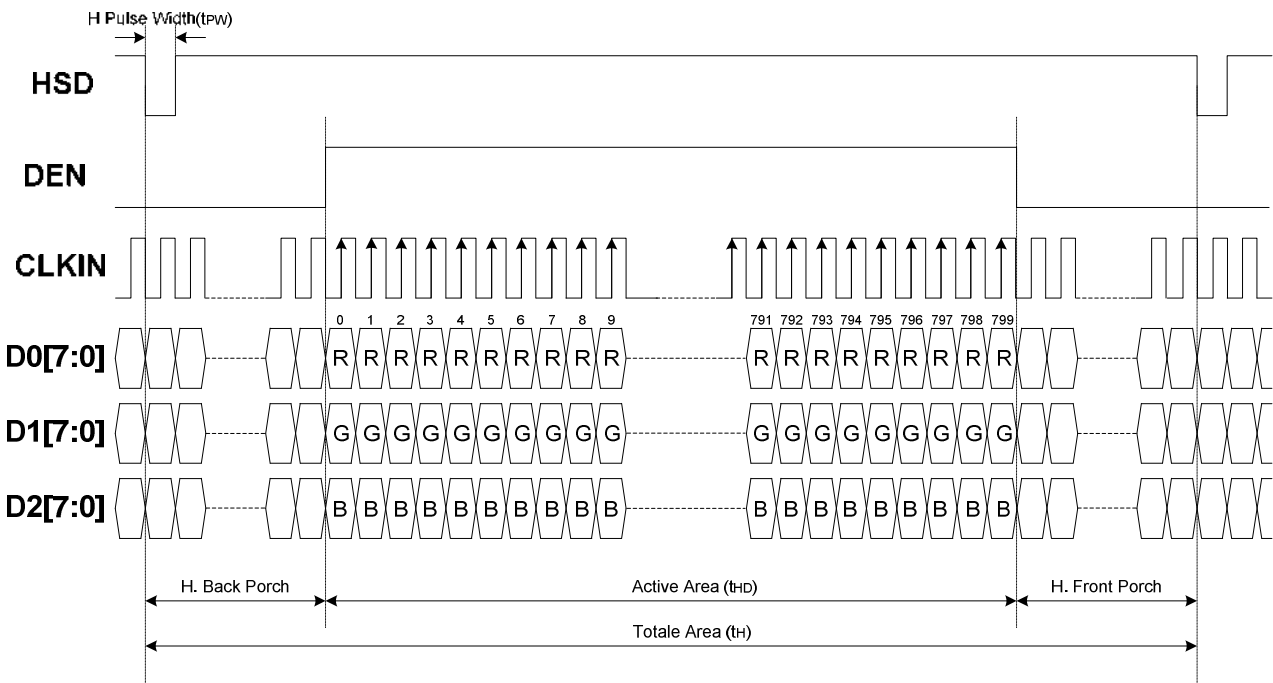 H Pulse Width(tPW)
HSD
DEN
CLKIN
0 1 2 3 4 5 6 7 8 9 791 792 793 794 795 796 797 798 799
D0[7:0] R R R R R R R R R R R R R R R R R R R
D1[7:0] G G G G G G G G G G G G G G G G G G G
D2[7:0] B B B B B B B B B B B B B B B B B B B
H. Back Porch Active Area (tHD) H. Front Porch
Totale Area (tH)